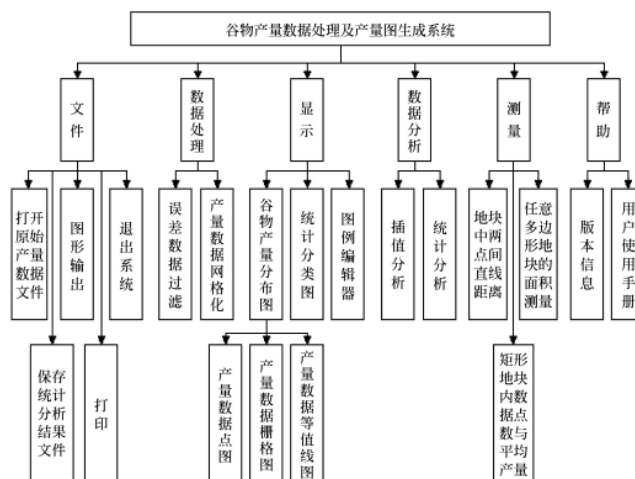 谷物产量数据处理及产量图生成系统
文件
数据处理
显示
数据分析
测量
帮助
打开原始产量数据文件
图形输出
退出系统
误差数据过滤
产量数据网格化
谷物产量分布图
统计分类图
图例编辑器
插值分析
统计分析
地块中两点间直线距离
任意多边形地块的面积测量
版本信息
用户使用手册
保存统计分析结果文件
打印
产量数据点图
产量数据栅格图
产量数据等值线图
矩形地块内数据点数与平均产量